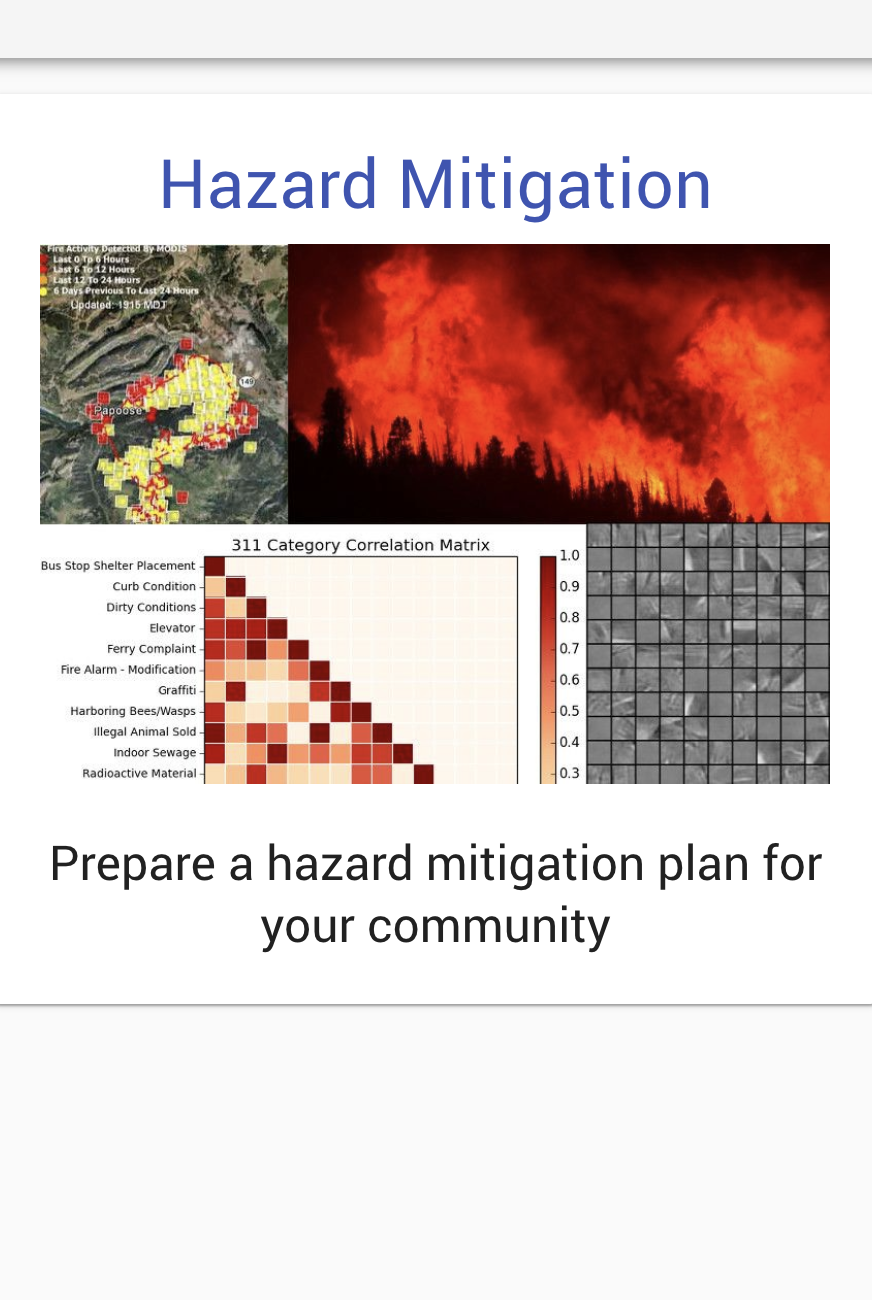 Hazard Mitigation
Fire Activity Detected By MODIS
Last 0 To 6 Hours
Last 6 To 12 Hours
Last 12 To 24 Hours
6 Days Previous To Last 24 Hours
Updated: 1915 MDT
149
Papoose
311 Category Correlation Matrix
Bus Stop Shelter Placement
Curb Condition
Dirty Conditions
Elevator
Ferry Complaint
Fire Alarm - Modification
Graffiti
Harboring Bees/Wasps
Illegal Animal Sold
Indoor Sewage
Radioactive Material
1.0
0.9
0.8
0.7
0.6
0.5
0.4
0.3
Prepare a hazard mitigation plan for
your community